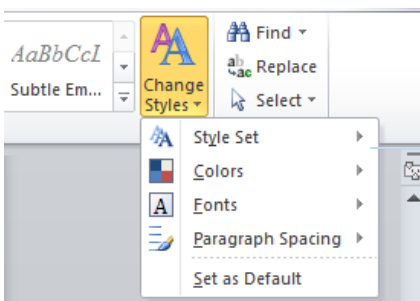 AaBbCcI
Subtle Em...
Change
Styles
Find
Replace
Select
Style Set
Colors
Fonts
Paragraph Spacing
Set as Default